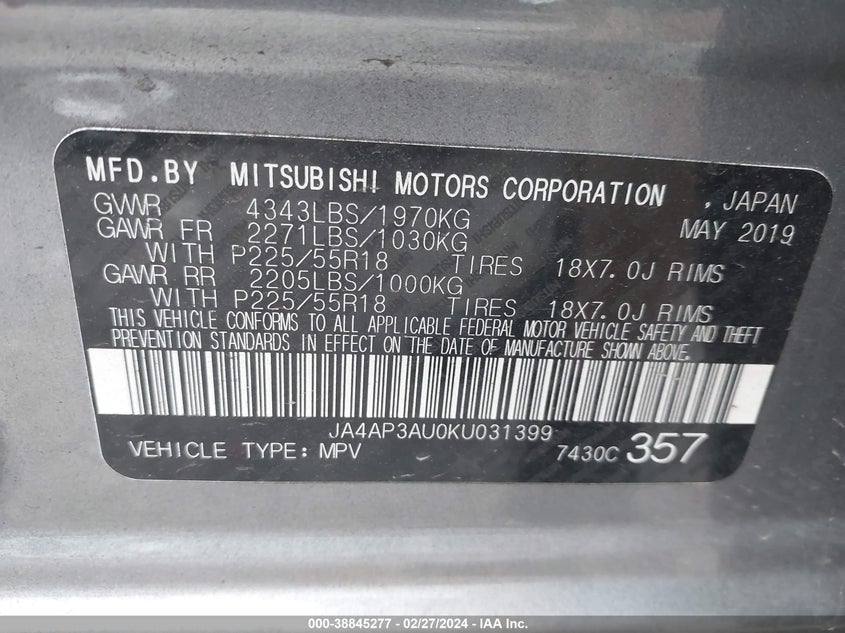 MFD.BY MITSUBISHI MOTORS CORPORATION , JAPAN
GVWR 4343LBS/1970KG MAY 2019
GAWR FR 2271LBS/1030KG
WITH P225/55R18 TIRES 18X7.0J RIMS
GAWR RR 2205LBS/1000KG
WITH P225/55R18 TIRES 18X7.0J RIMS
THIS VEHICLE CONFORMS TO ALL APPLICABLE FEDERAL MOTOR VEHICLE SAFETY AND THEFT
PREVENTION STANDARDS IN EFFECT ON THE DATE OF MANUFACTURE SHOWN ABOVE.
JA4AP3AU0KU031399
VEHICLE TYPE: MPV 7430C 357
000-38845277 - 02/27/2024 - IAA, Inc.